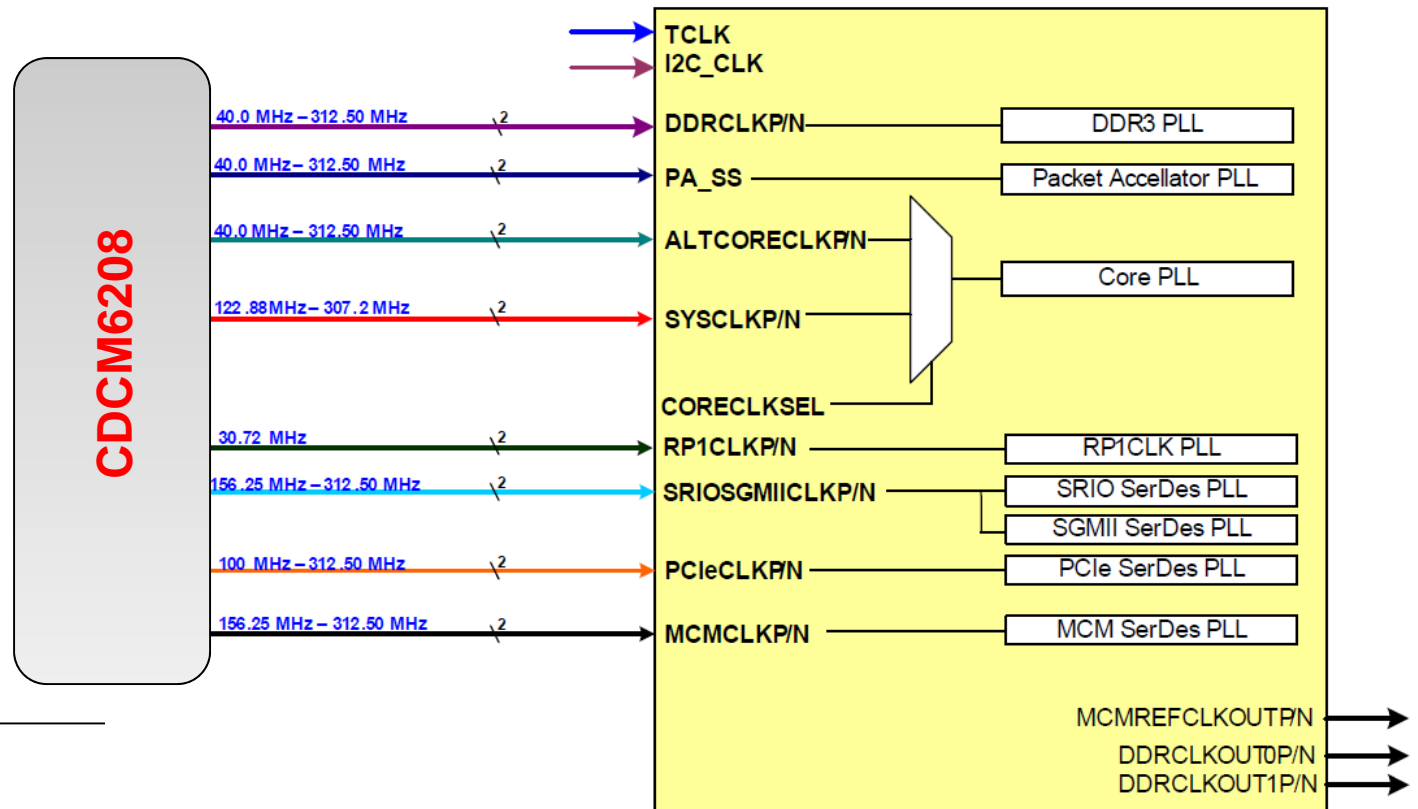 TCLK
I2C_CLK
CDCM6208
40.0 MHz – 312.50 MHz
2
DDRCLKP/N
DDR3 PLL
40.0 MHz – 312.50 MHz
2
PA_SS
Packet Accellator PLL
40.0 MHz – 312.50 MHz
2
ALTCORECLKP/N
Core PLL
122.88MHz – 307.2 MHz
2
SYSCLKP/N
CORECLKSEL
30.72 MHz
2
RP1CLKP/N
RP1CLK PLL
156.25 MHz – 312.50 MHz
2
SRIOSGMIICLKP/N
SRIO SerDes PLL
SGMII SerDes PLL
100 MHz – 312.50 MHz
2
PCIeCLKP/N
PCIe SerDes PLL
156.25 MHz – 312.50 MHz
2
MCMCLKP/N
MCM SerDes PLL
MCMREFCLKOUTP/N
DDRCLKOUT0P/N
DDRCLKOUT1P/N